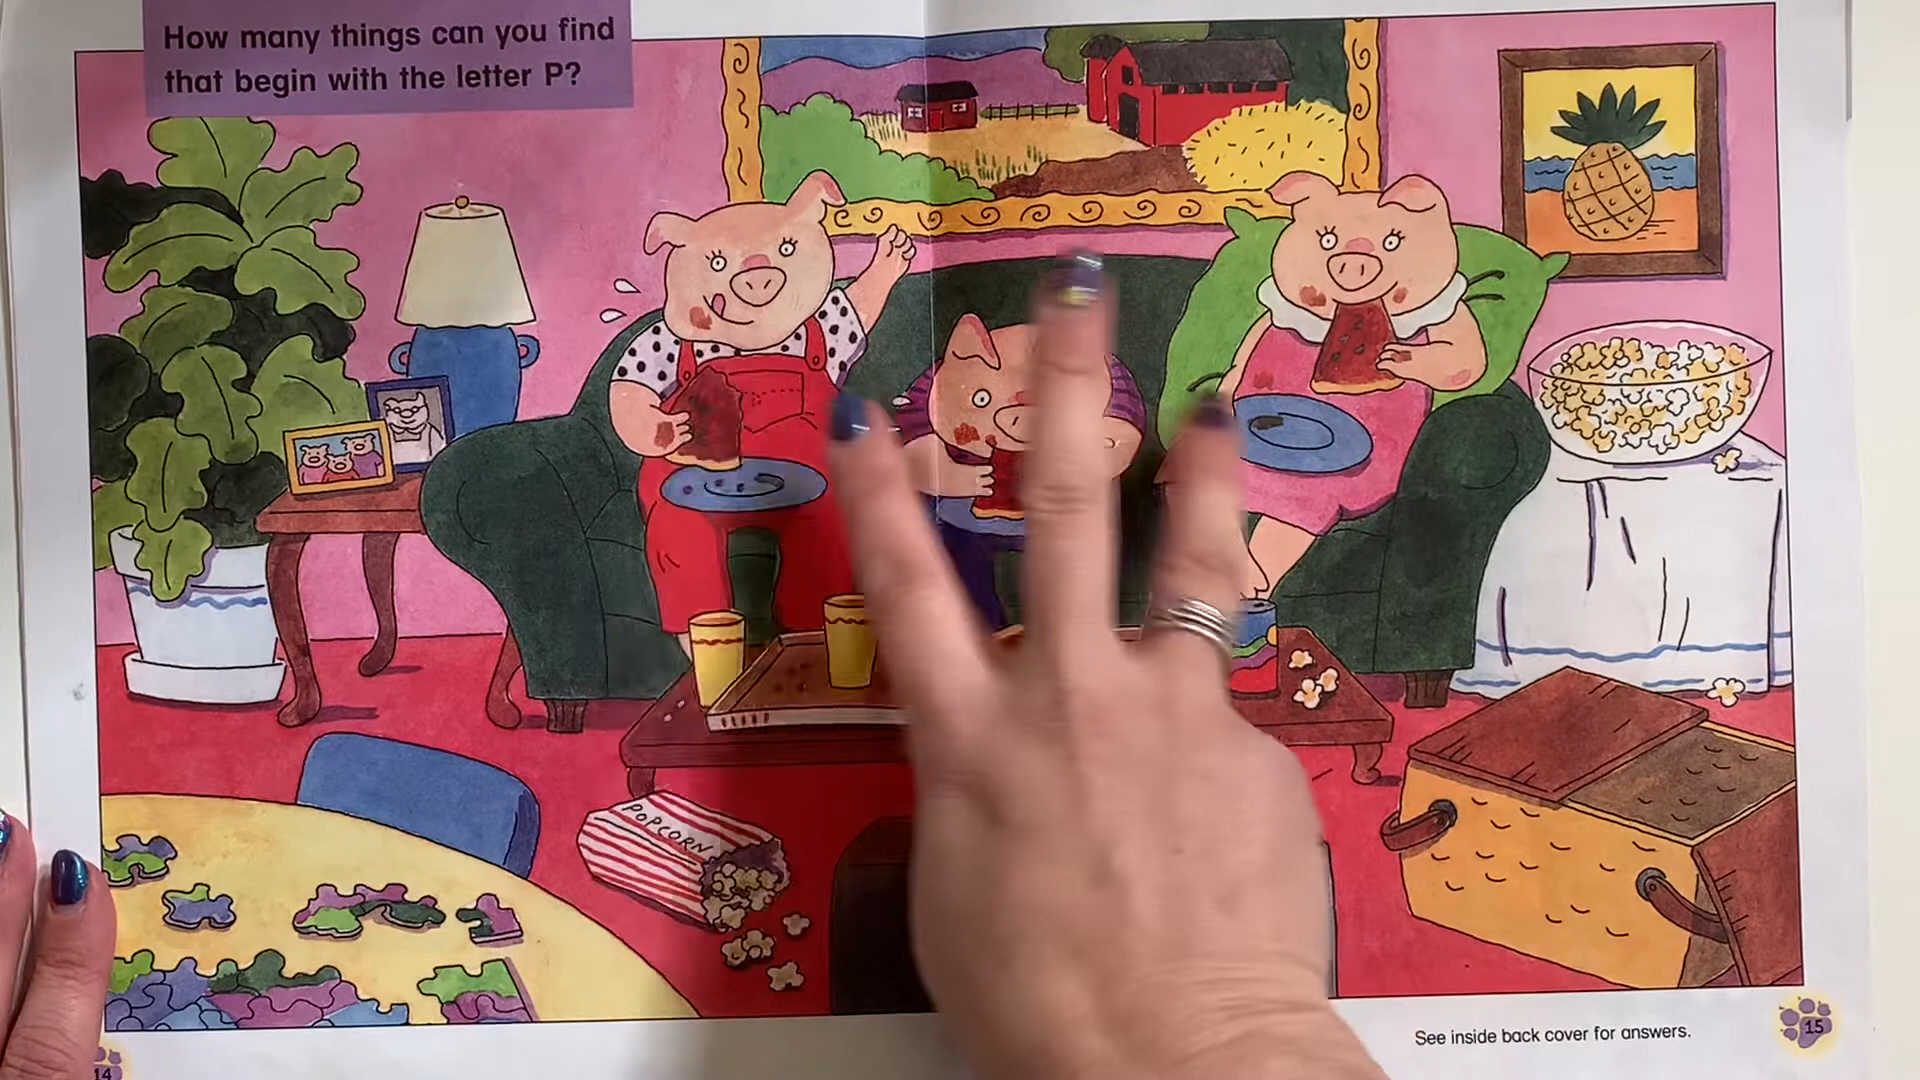 How many things can you find
that begin with the letter P?
POPCORN
See inside back cover for answers.
14
15